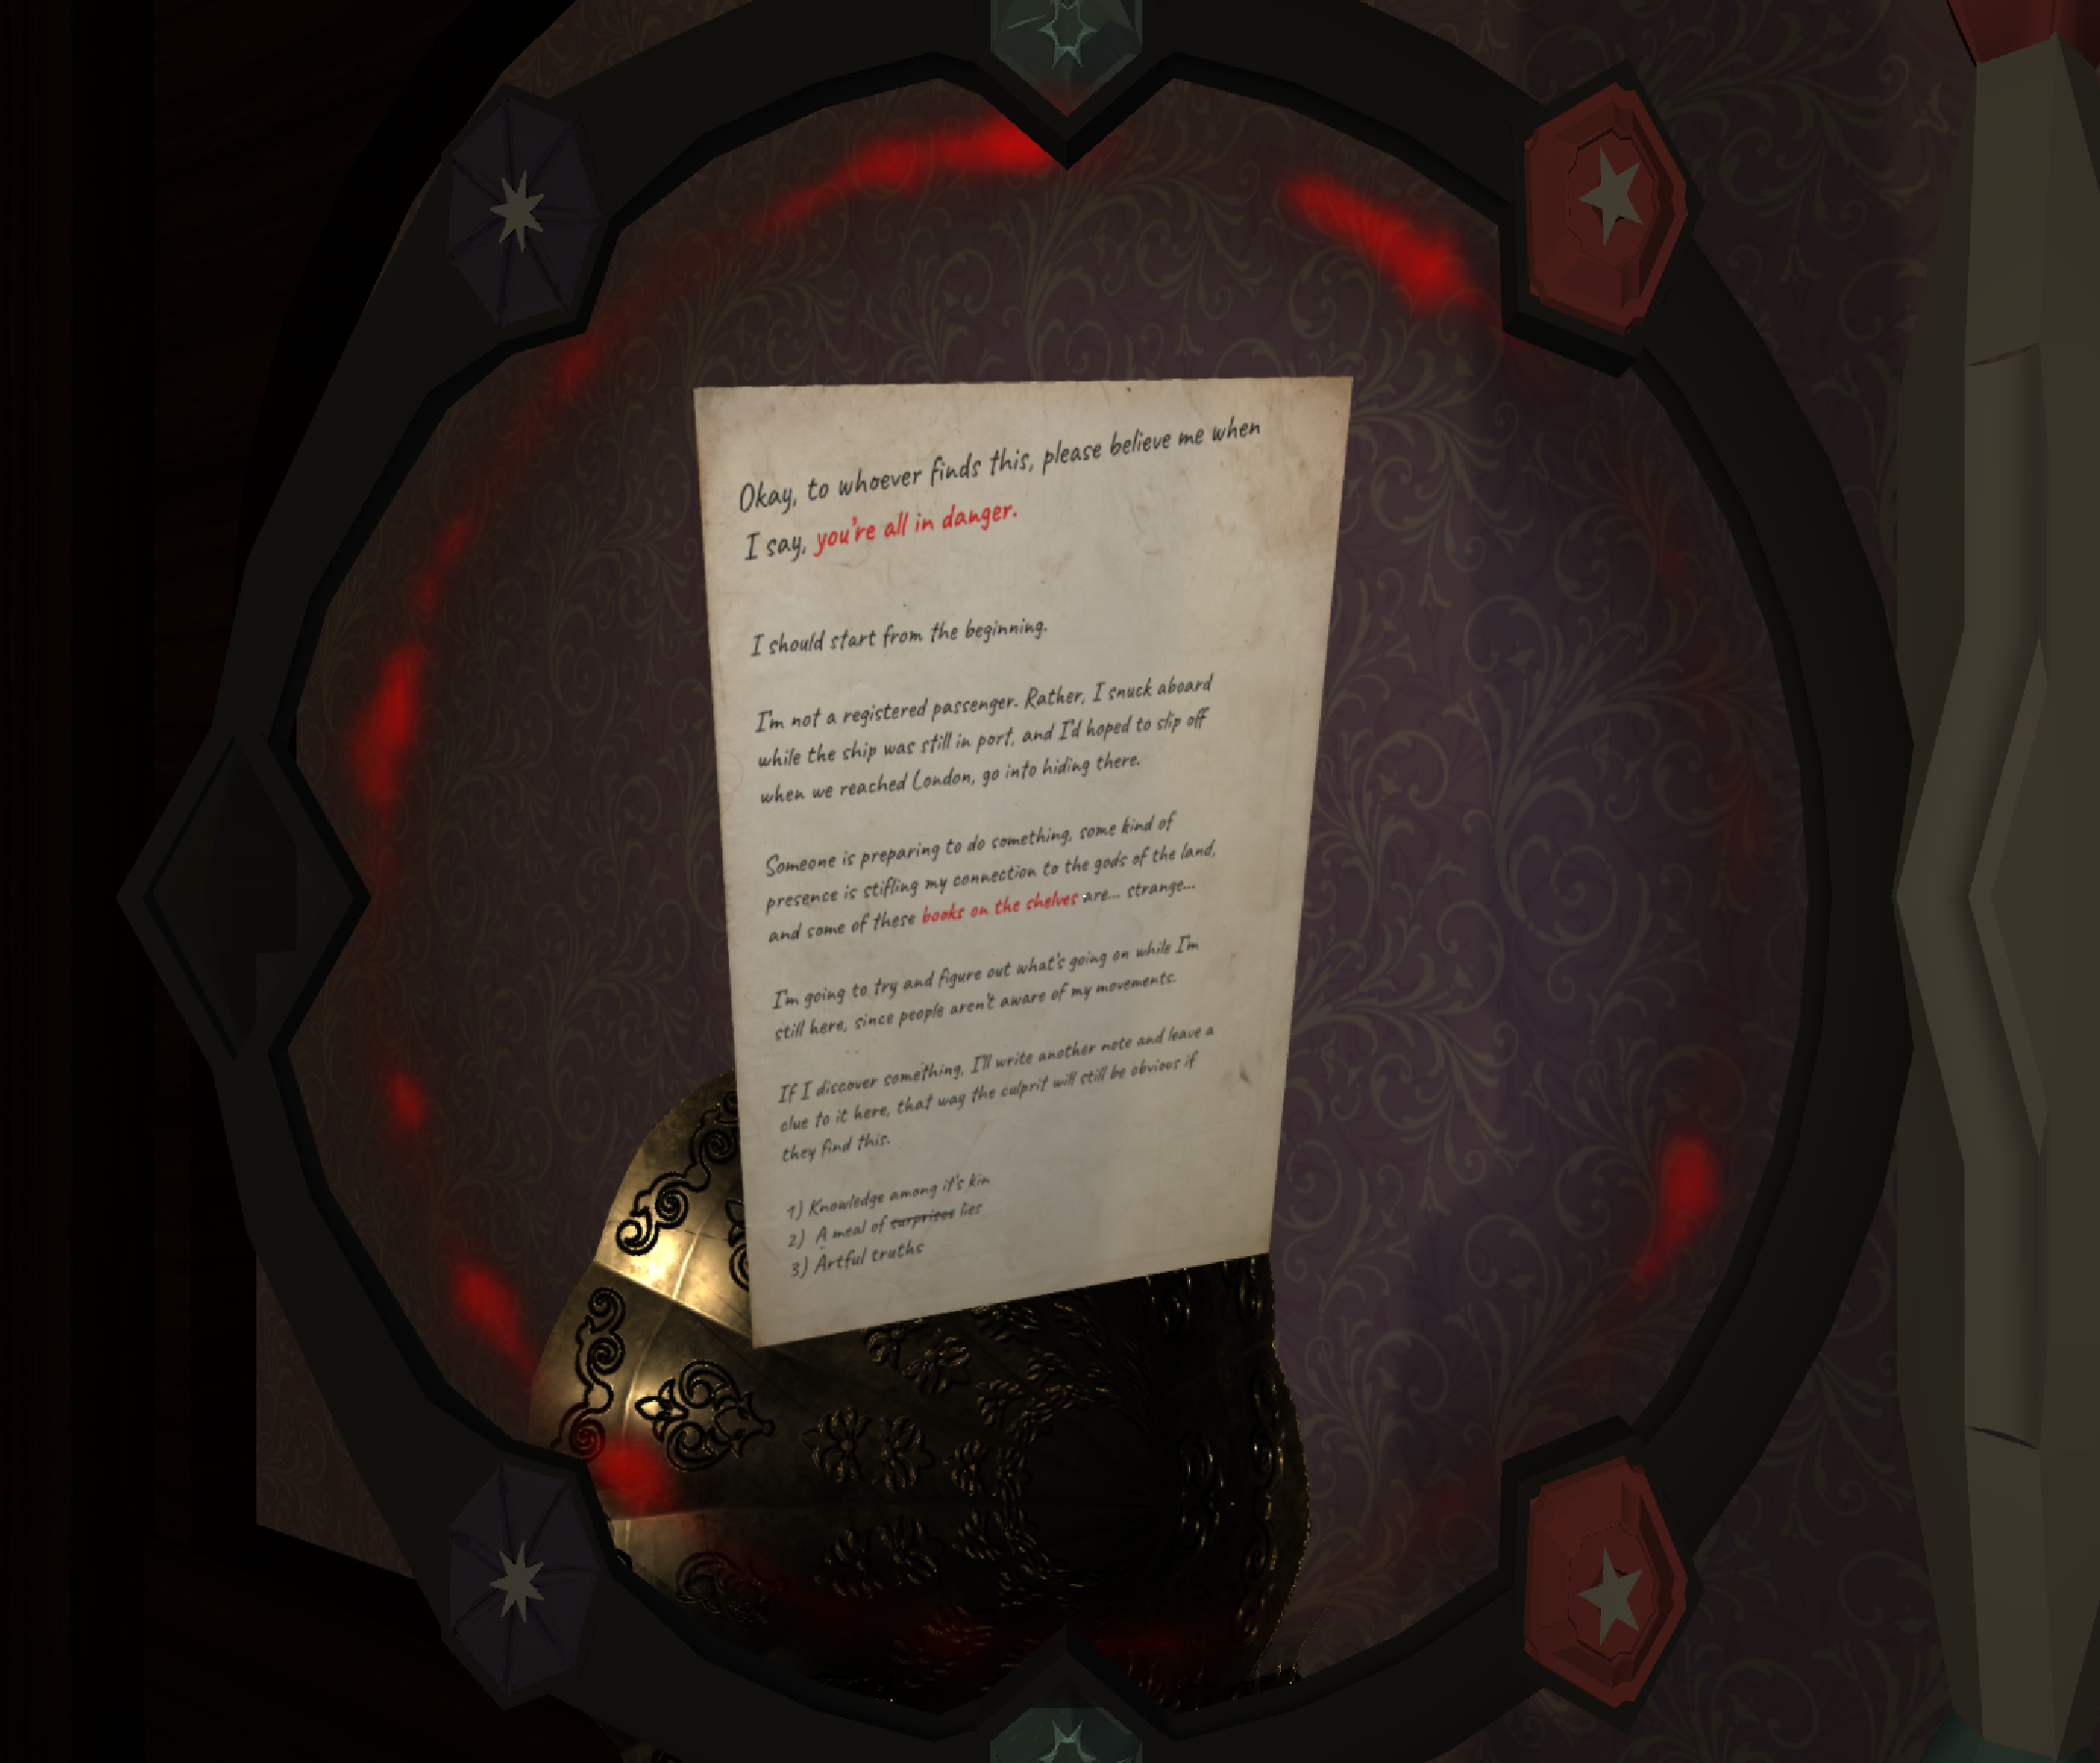 Okay, to whoever finds this, please believe me when
I say, you're all in danger.
I should start from the beginning.
I'm not a registered passenger. Rather, I snuck aboard
while the ship was still in port, and I'd hoped to slip off
when we reached London, go into hiding there.
Someone is preparing to do something, some kind of
presence is stifling my connection to the gods of the land,
and some of these books on the shelves are... strange...
I'm going to try and figure out what's going on while I'm
still here, since people aren't aware of my movements.
If I discover something, I'll write another note and leave a
clue to it here, that way the culprit will still be obvious if
they find this.
1) Knowledge among it's kin
2) A meal of surprises lies
3) Artful truths